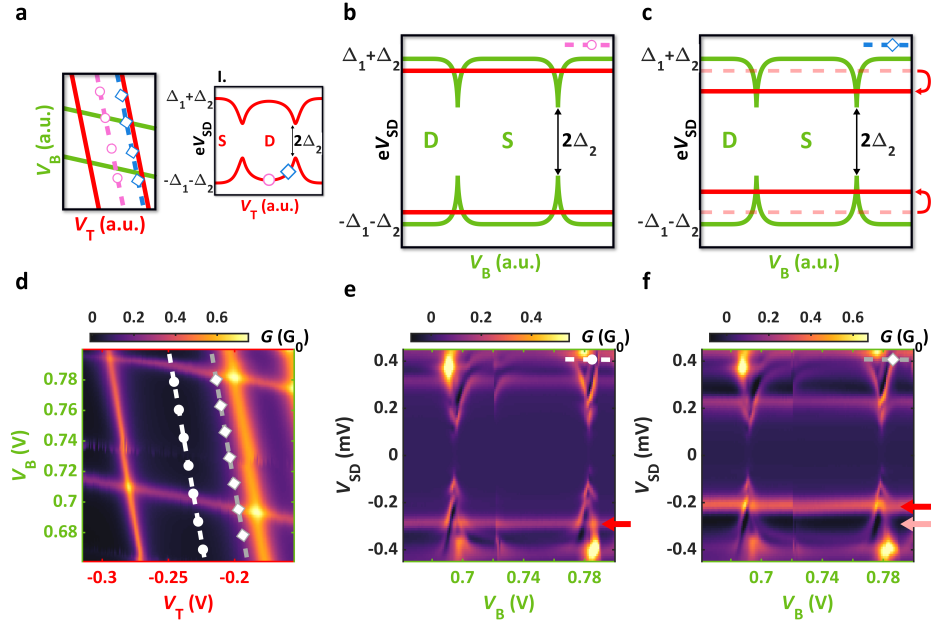 a
V_B (a.u.)
V_T (a.u.)
I.
Δ₁+Δ₂
eV_SD
S
D
2Δ₂
-Δ₁-Δ₂
V_T (a.u.)
b
Δ₁+Δ₂
eV_SD
D
S
2Δ₂
-Δ₁-Δ₂
V_B (a.u.)
c
Δ₁+Δ₂
eV_SD
D
S
2Δ₂
-Δ₁-Δ₂
V_B (a.u.)
d
0 0.2 0.4 0.6
G (G₀)
V_B (V)
0.78
0.76
0.74
0.72
0.7
0.68
-0.3 -0.25 -0.2
V_T (V)
e
0 0.2 0.4
G (G₀)
V_SD (mV)
0.4
0.2
0
-0.2
-0.4
0.7 0.74 0.78
V_B (V)
f
0 0.2 0.4 0.6
G (G₀)
V_SD (mV)
0.4
0.2
0
-0.2
-0.4
0.7 0.74 0.78
V_B (V)